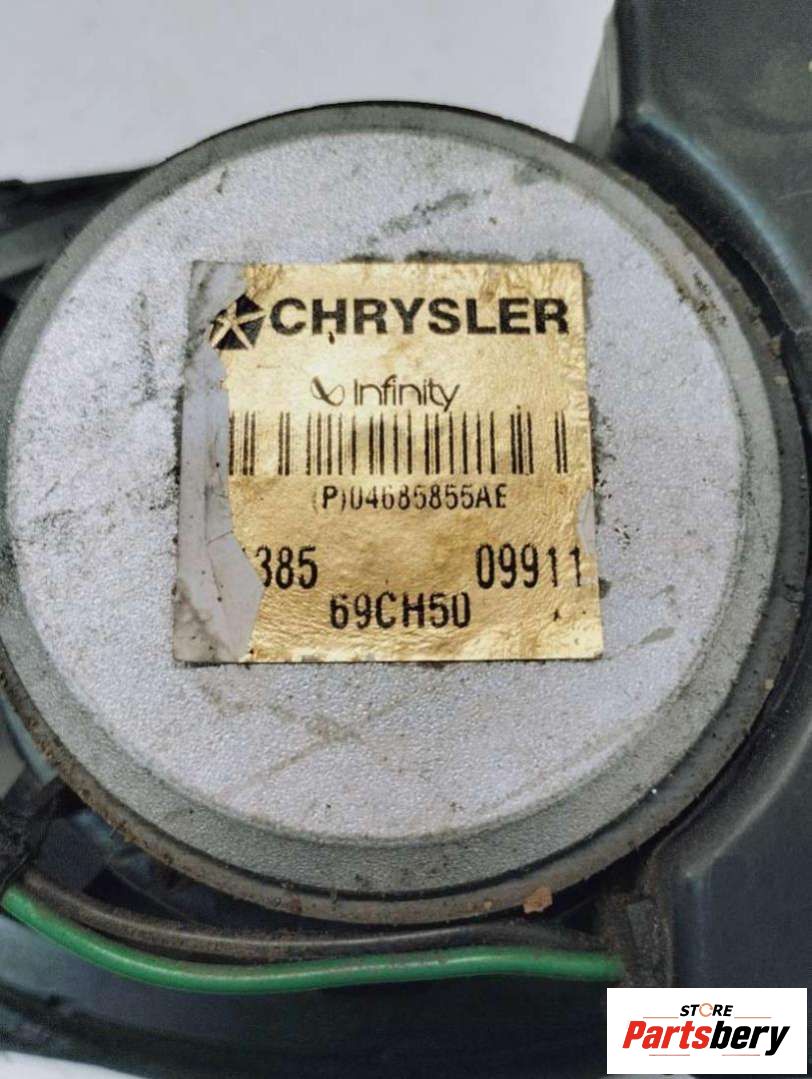 CHRYSLER
Infinity
(P)04685855AE
385 09911
69CH50
STORE
Partsbery